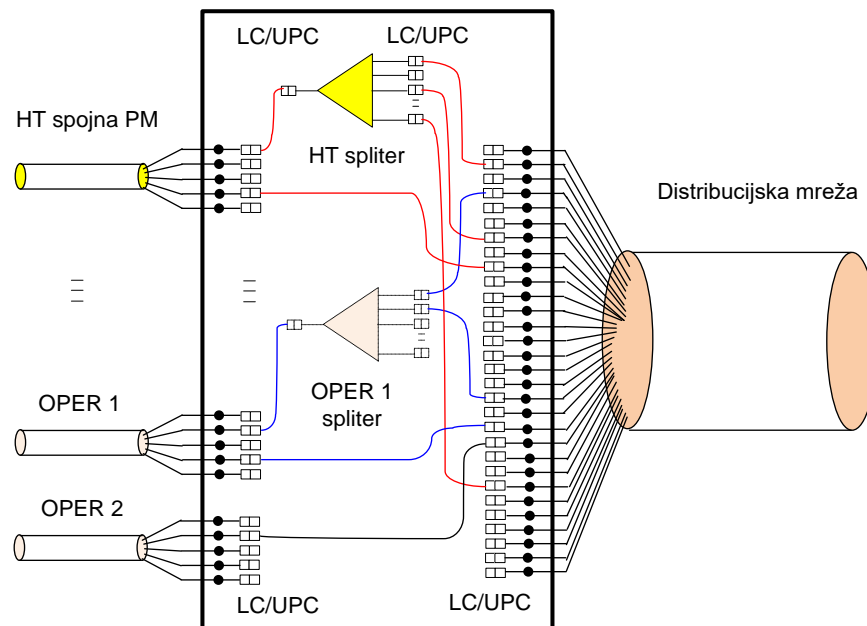 LC/UPC
LC/UPC
HT spojna PM
HT spliter
Distribucijska mreža
OPER 1
OPER 1
spliter
OPER 2
LC/UPC
LC/UPC